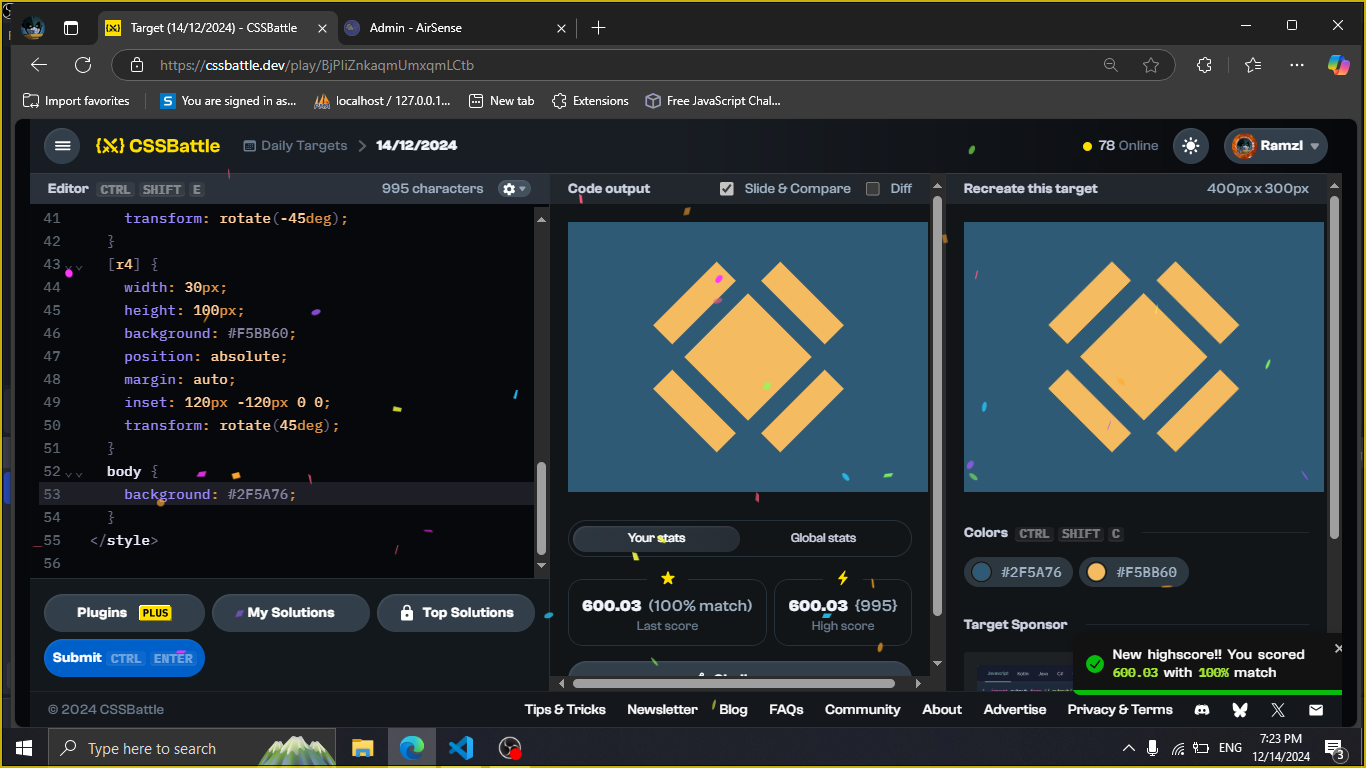 Target (14/12/2024) - CSSBattle
Admin - AirSense
https://cssbattle.dev/play/BjPIiZnkaqmUmxqmLCtb
Import favorites
S You are signed in as...
localhost / 127.0.0.1...
New tab
Extensions
Free JavaScript Chal...
{X} CSSBattle
Daily Targets
14/12/2024
78 Online
Ramzl
Editor CTRL SHIFT E
995 characters
41 transform: rotate(-45deg);
42 }
43 [r4] {
44 width: 30px;
45 height: 100px;
46 background: #F5BB60;
47 position: absolute;
48 margin: auto;
49 inset: 120px -120px 0 0;
50 transform: rotate(45deg);
51 }
52 body {
53 background: #2F5A76;
54 }
55 </style>
56
Plugins PLUS
My Solutions
Top Solutions
Submit CTRL ENTER
Code output
Slide & Compare
Diff
Your stats
Global stats
600.03 (100% match)
Last score
600.03 {995}
High score
Recreate this target
400px x 300px
Colors CTRL SHIFT C
#2F5A76
#F5BB60
Target Sponsor
New highscore!! You scored
600.03 with 100% match
© 2024 CSSBattle
Tips & Tricks
Newsletter
Blog
FAQs
Community
About
Advertise
Privacy & Terms
Type here to search
ENG
7:23 PM
12/14/2024
3